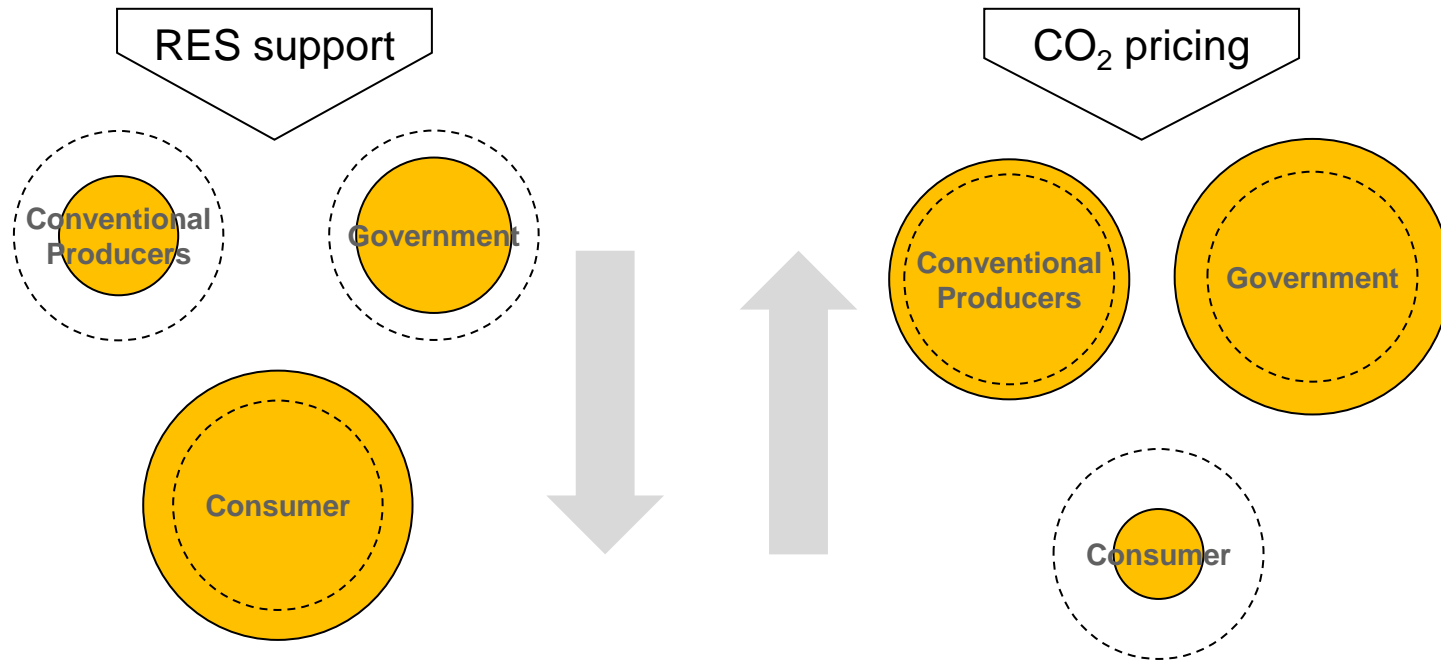 RES support
CO₂ pricing
Conventional
Producers
Government
Consumer
Conventional
Producers
Government
Consumer